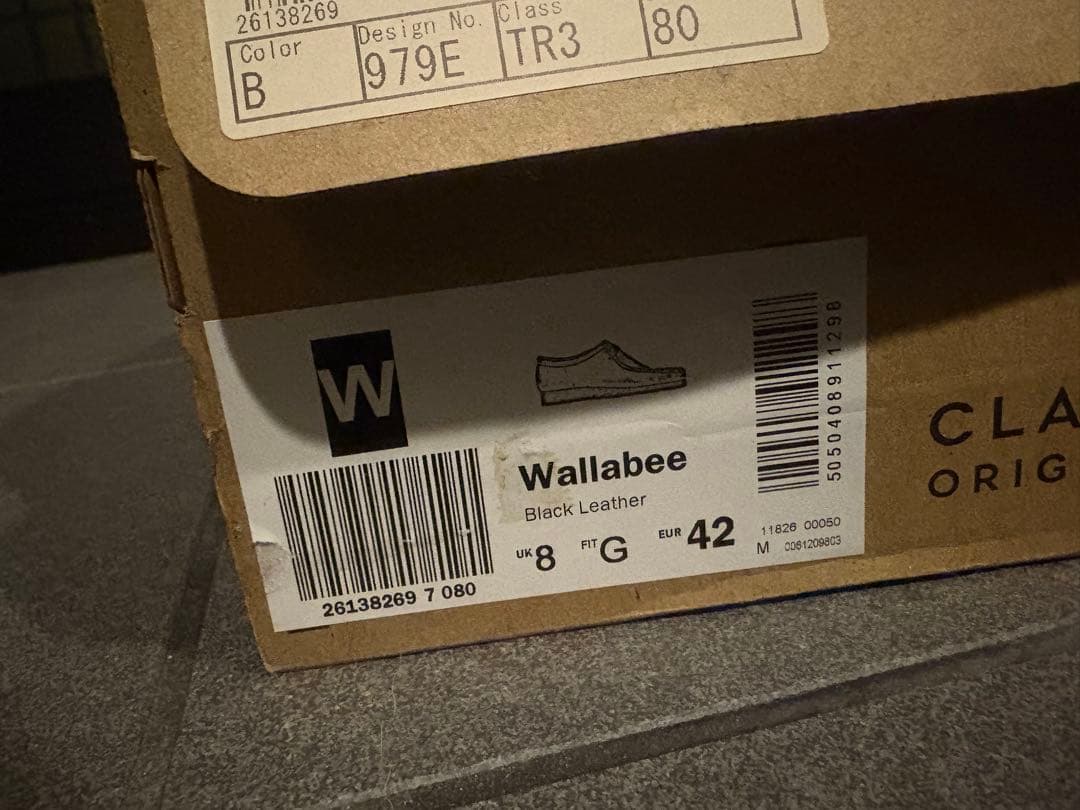 26138269
Color
Design No.
Class
B
979E
TR3
80
W
Wallabee
Black Leather
UK 8 FIT G EUR 42
26138269 7 080
5050408911298
11826 00050
M 0061209803
CLA
ORIG